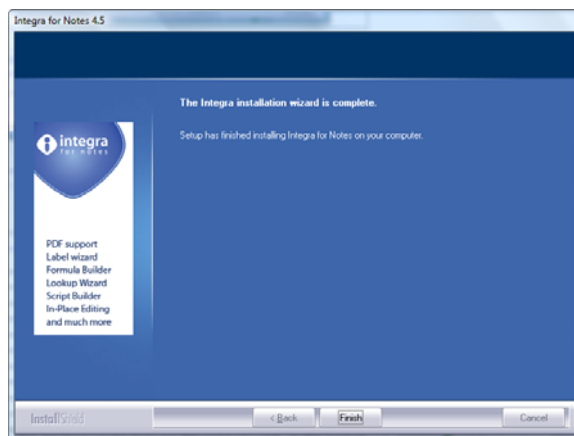 Integra for Notes 4.5
The Integra installation wizard is complete.
Setup has finished installing Integra for Notes on your computer.
integra
for notes
PDF support
Label wizard
Formula Builder
Lookup Wizard
Script Builder
In-Place Editing
and much more
InstallShield
< Back
Finish
Cancel